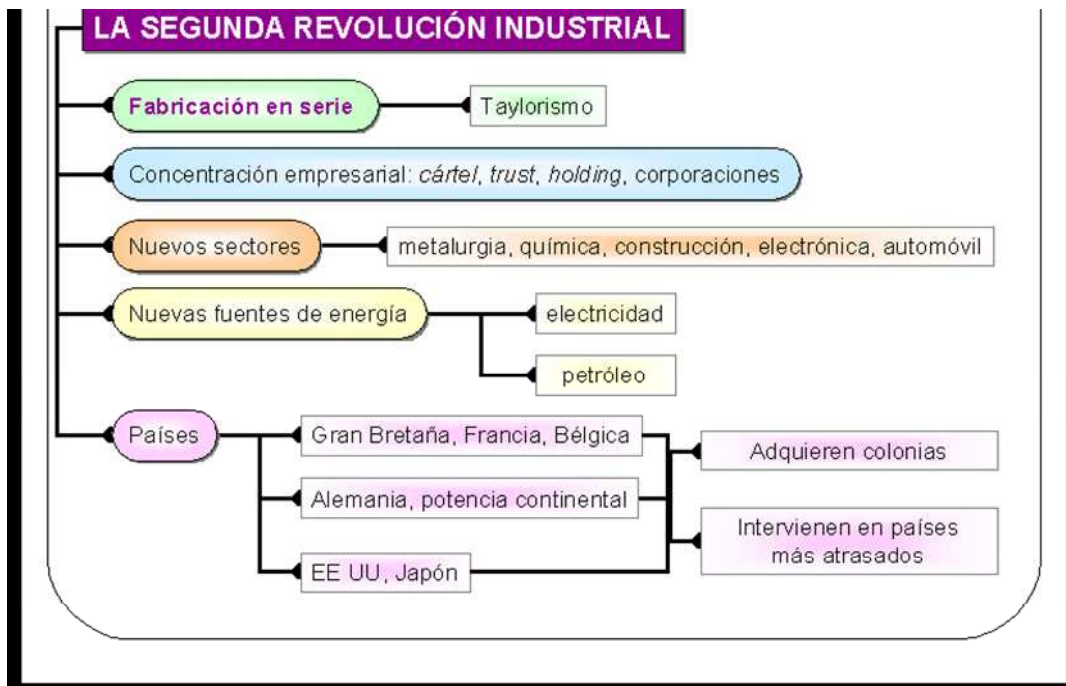 LA SEGUNDA REVOLUCIÓN INDUSTRIAL
Fabricación en serie
Taylorismo
Concentración empresarial: cártel, trust, holding, corporaciones
Nuevos sectores
metalurgia, química, construcción, electrónica, automóvil
Nuevas fuentes de energía
electricidad
petróleo
Países
Gran Bretaña, Francia, Bélgica
Alemania, potencia continental
EE UU, Japón
Adquieren colonias
Intervienen en países
más atrasados